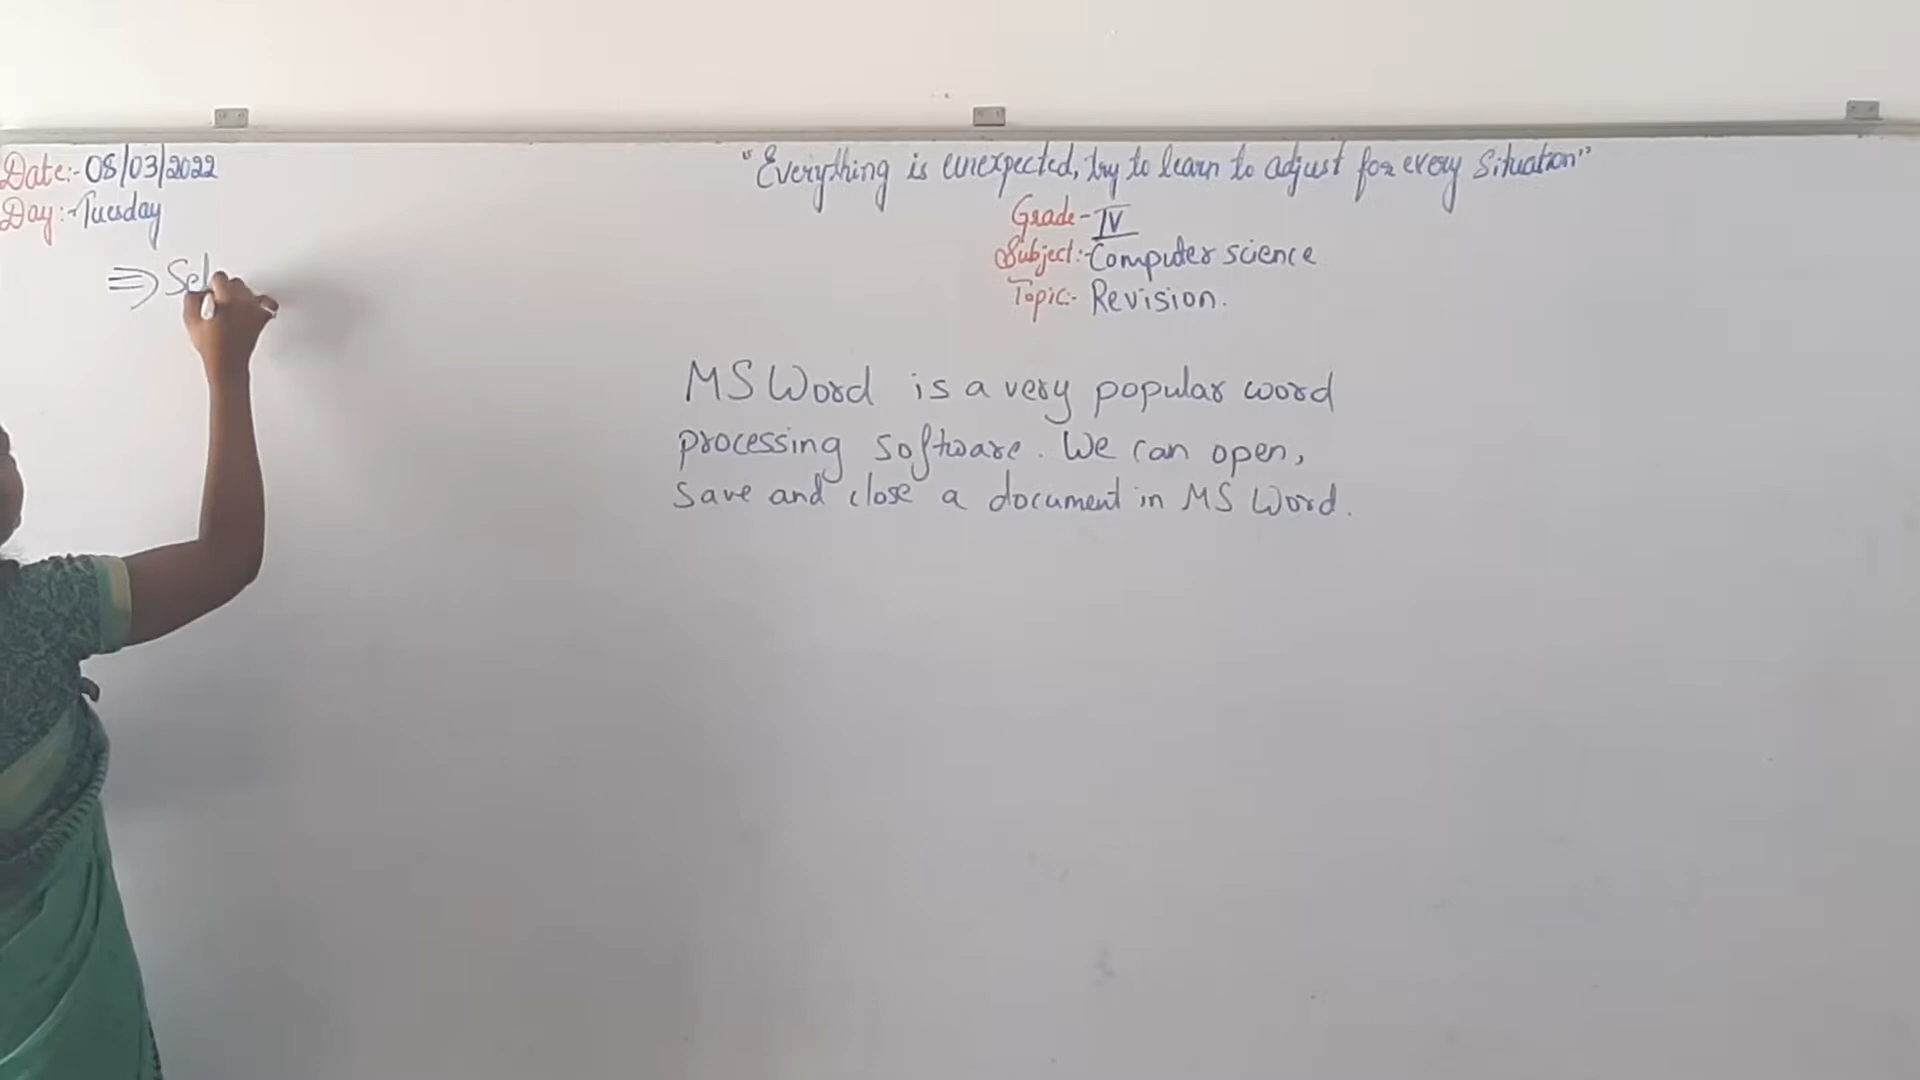 Date:- 08/03/2022
Day:- Tuesday
"Everything is unexpected, try to learn to adjust for every situation"
Grade- IV
Subject:- Computer science
Topic:- Revision.
⇒ Sel
MS Word is a very popular word
processing software. We can open,
save and close a document in MS Word.